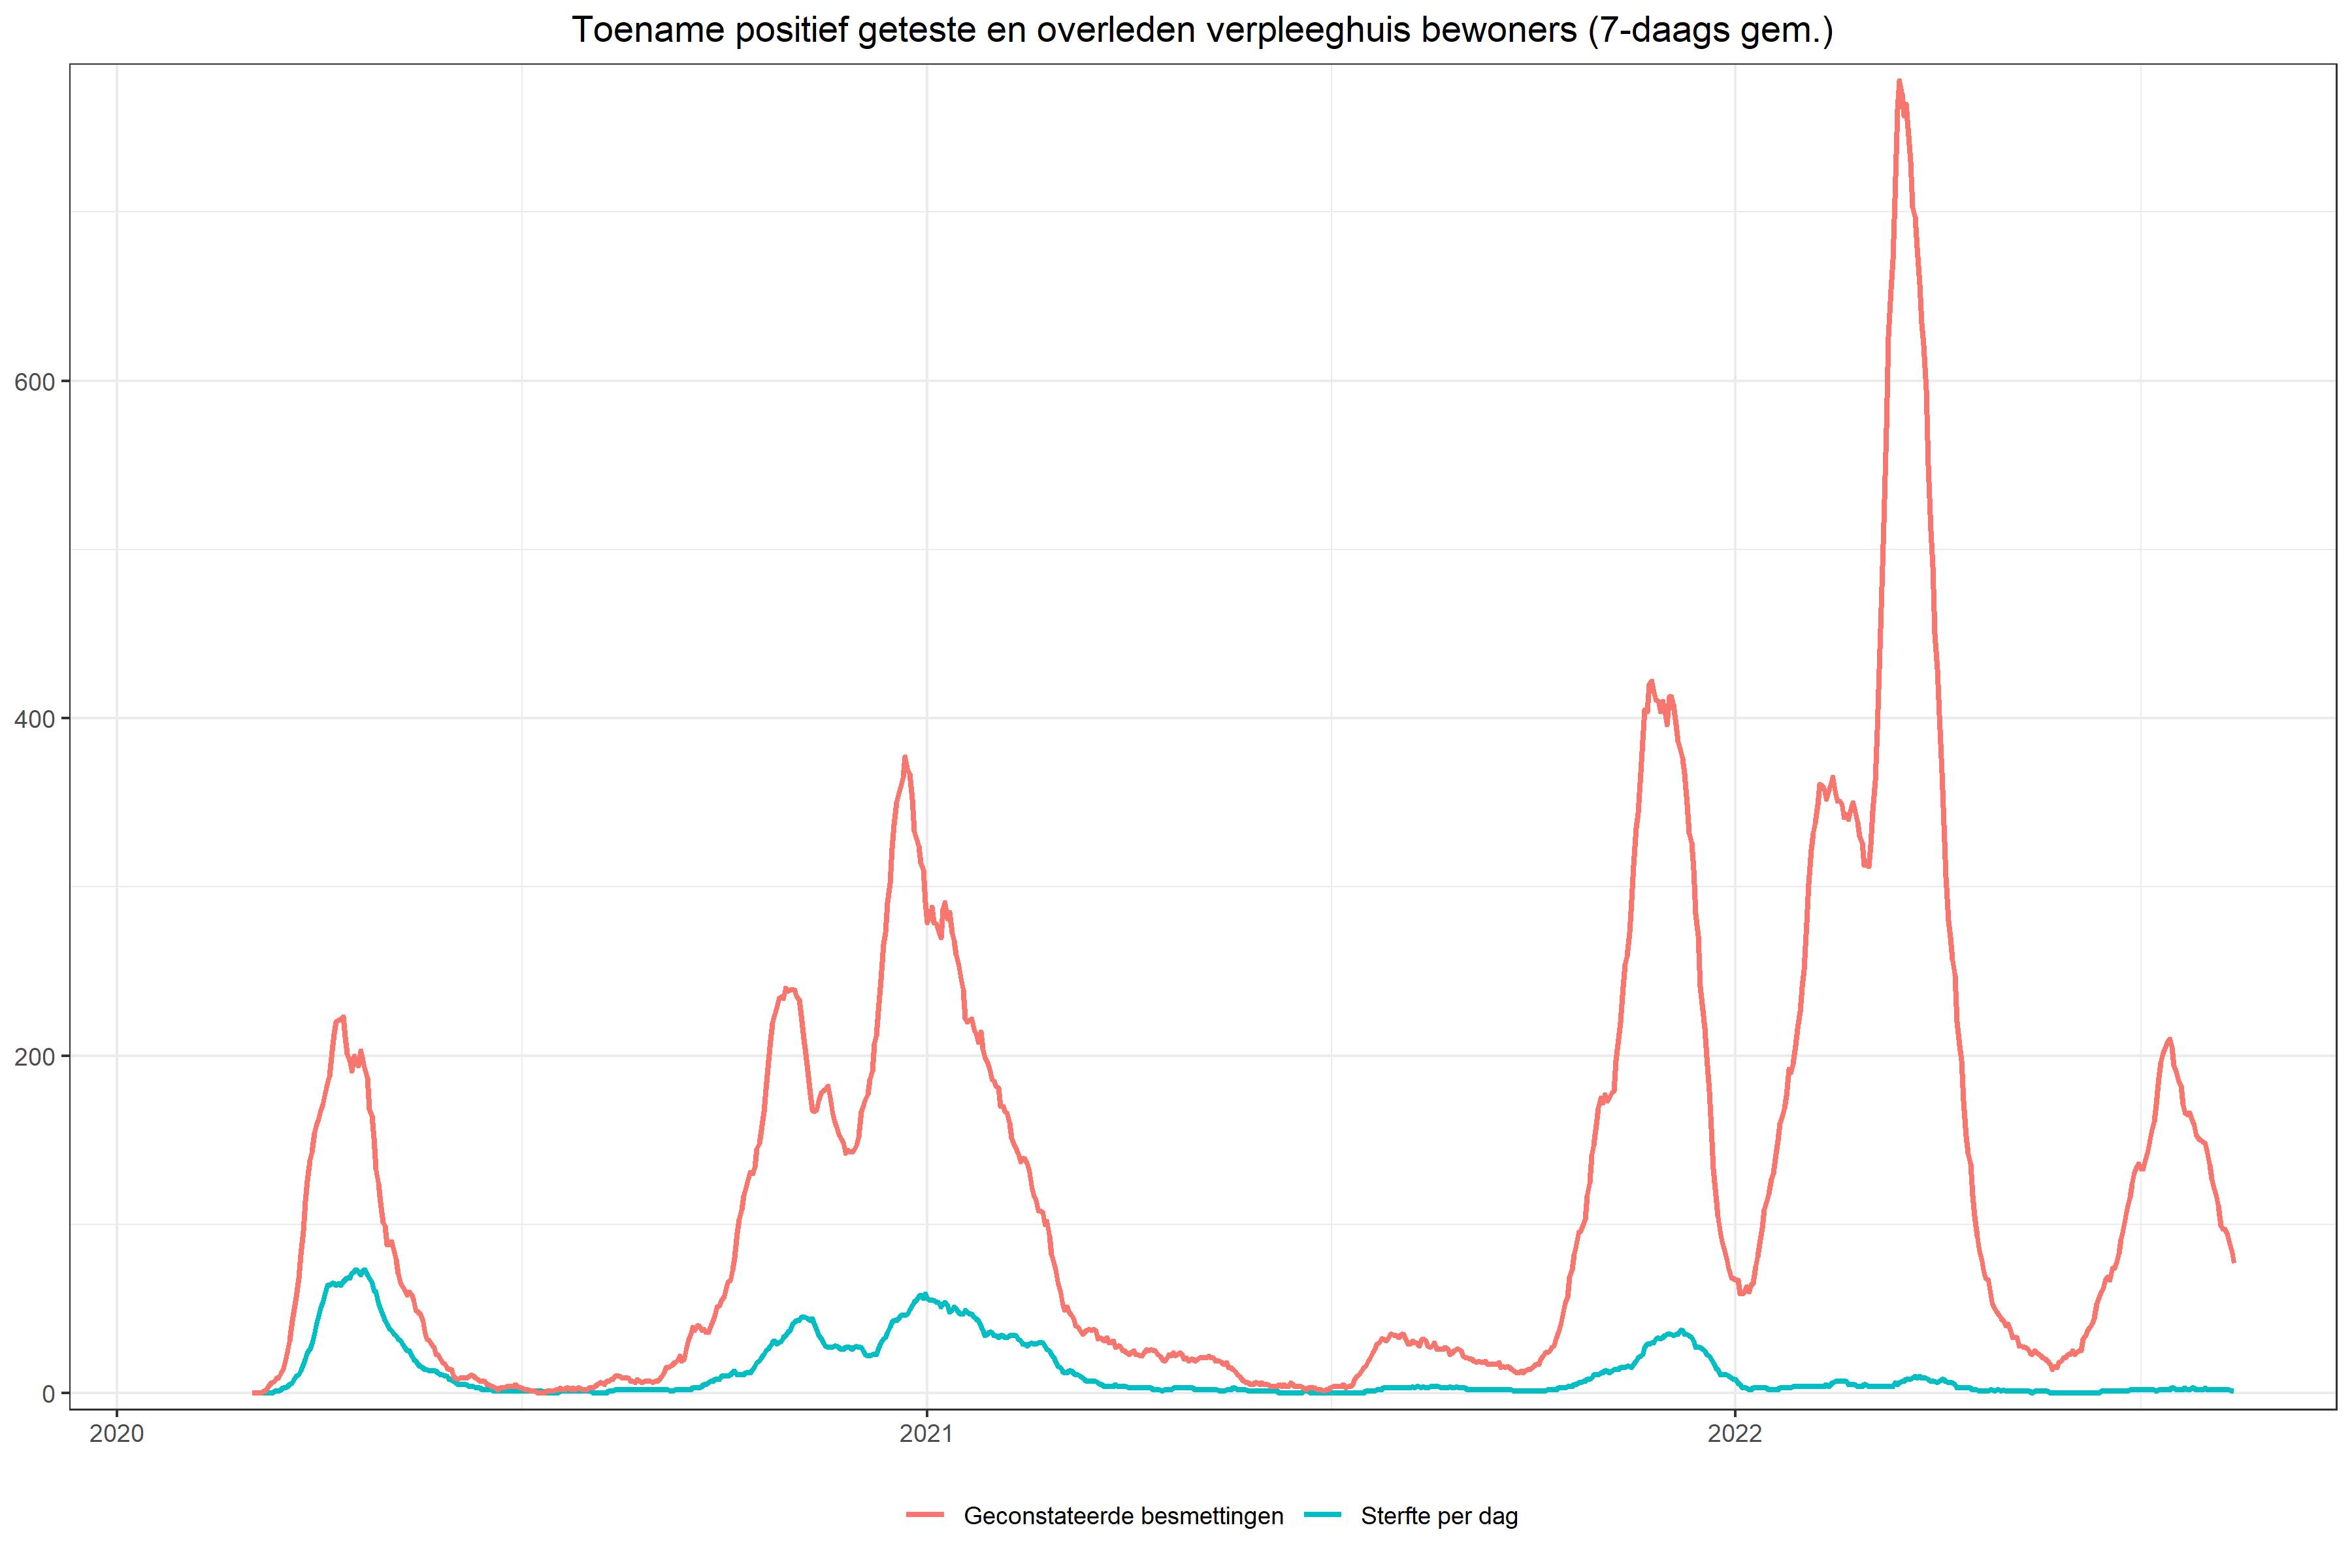 Toename positief geteste en overleden verpleeghuis bewoners (7-daags gem.)
600
400
200
0
2020 2021 2022
Geconstateerde besmettingen Sterfte per dag